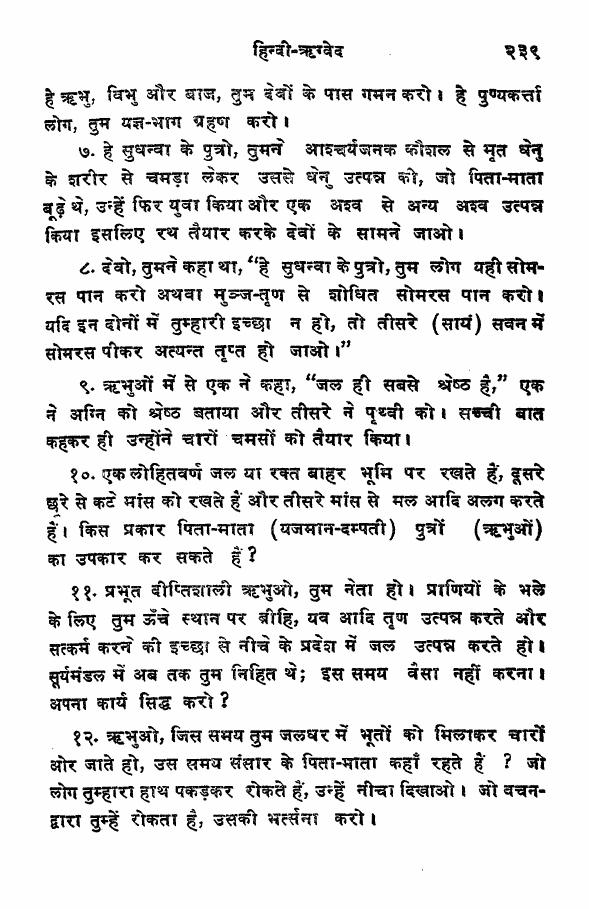 हिन्दी-ऋग्वेद २३९
हे ऋभु, विभु और बाज, तुम देवों के पास गमन करो। हे पुण्यकर्त्ता
लोग, तुम यज्ञ-भाग ग्रहण करो।
७. हे सुधन्वा के पुत्रो, तुमने आश्चर्यजनक कौशल से मृत धेनु
के शरीर से चमड़ा लेकर उससे धेनु उत्पन्न की, जो पिता-माता
बूढ़े थे, उन्हें फिर युवा किया और एक अश्व से अन्य अश्व उत्पन्न
किया इसलिए रथ तैयार करके देवों के सामने जाओ।
८. देवो, तुमने कहा था, “हे सुधन्वा के पुत्रो, तुम लोग यही सोम-
रस पान करो अथवा मुञ्ज-तृण से शोधित सोमरस पान करो।
यदि इन दोनों में तुम्हारी इच्छा न हो, तो तीसरे (सायं) सवन में
सोमरस पीकर अत्यन्त तृप्त हो जाओ।”
९. ऋभुओं में से एक ने कहा, “जल ही सबसे श्रेष्ठ है,” एक
ने अग्नि को श्रेष्ठ बताया और तीसरे ने पृथ्वी को। सच्ची बात
कहकर ही उन्होंने चारों चमसों को तैयार किया।
१०. एक लोहितवर्ण जल या रक्त बाहर भूमि पर रखते हैं, दूसरे
छुरे से कटे मांस को रखते हैं और तीसरे मांस से मल आदि अलग करते
हैं। किस प्रकार पिता-माता (यजमान-दम्पती) पुत्रों (ऋभुओं)
का उपकार कर सकते हैं?
११. प्रभूत दीप्तिशाली ऋभुओ, तुम नेता हो। प्राणियों के भले
के लिए तुम ऊँचे स्थान पर व्रीहि, यव आदि तृण उत्पन्न करते और
सत्कर्म करने की इच्छा से नीचे के प्रदेश में जल उत्पन्न करते हो।
सूर्यमंडल में अब तक तुम निहित थे; इस समय वैसा नहीं करना।
अपना कार्य सिद्ध करो?
१२. ऋभुओ, जिस समय तुम जलधर में भूतों को मिलाकर चारों
ओर जाते हो, उस समय संसार के पिता-माता कहाँ रहते हैं ? जो
लोग तुम्हारा हाथ पकड़कर रोकते हैं, उन्हें नीचा दिखाओ। जो वचन-
द्वारा तुम्हें रोकता है, उसकी भर्त्सना करो।